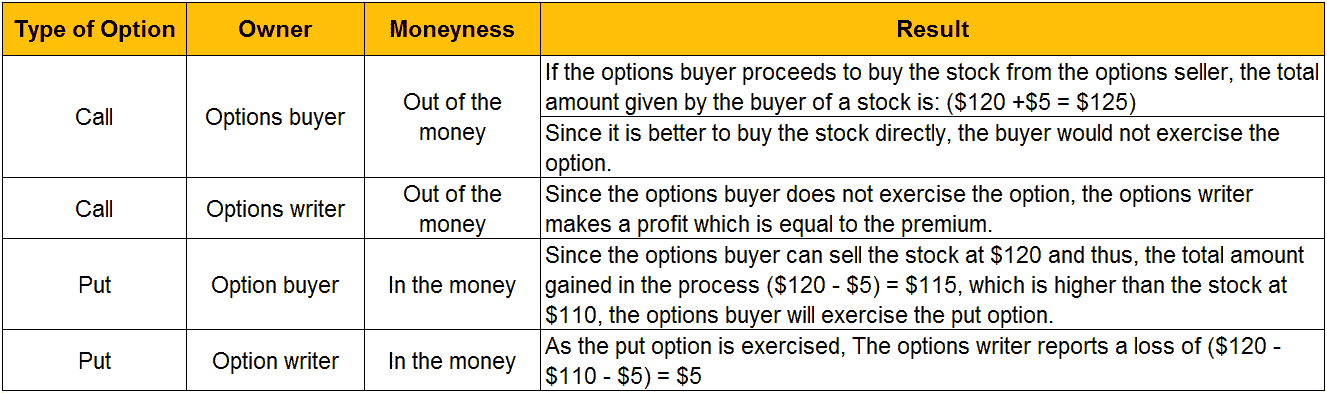 Type of Option Owner Moneyness Result
Call
Options buyer
Out of the
money
If the options buyer proceeds to buy the stock from the options seller, the total
amount given by the buyer of a stock is: ($120 +$5 = $125)
Since it is better to buy the stock directly, the buyer would not exercise the
option.
Call
Options writer
Out of the
money
Since the options buyer does not exercise the option, the options writer
makes a profit which is equal to the premium.
Put
Option buyer
In the money
Since the options buyer can sell the stock at $120 and thus, the total amount
gained in the process ($120 - $5) = $115, which is higher than the stock at
$110, the options buyer will exercise the put option.
Put
Option writer
In the money
As the put option is exercised, The options writer reports a loss of ($120 -
$110 - $5) = $5